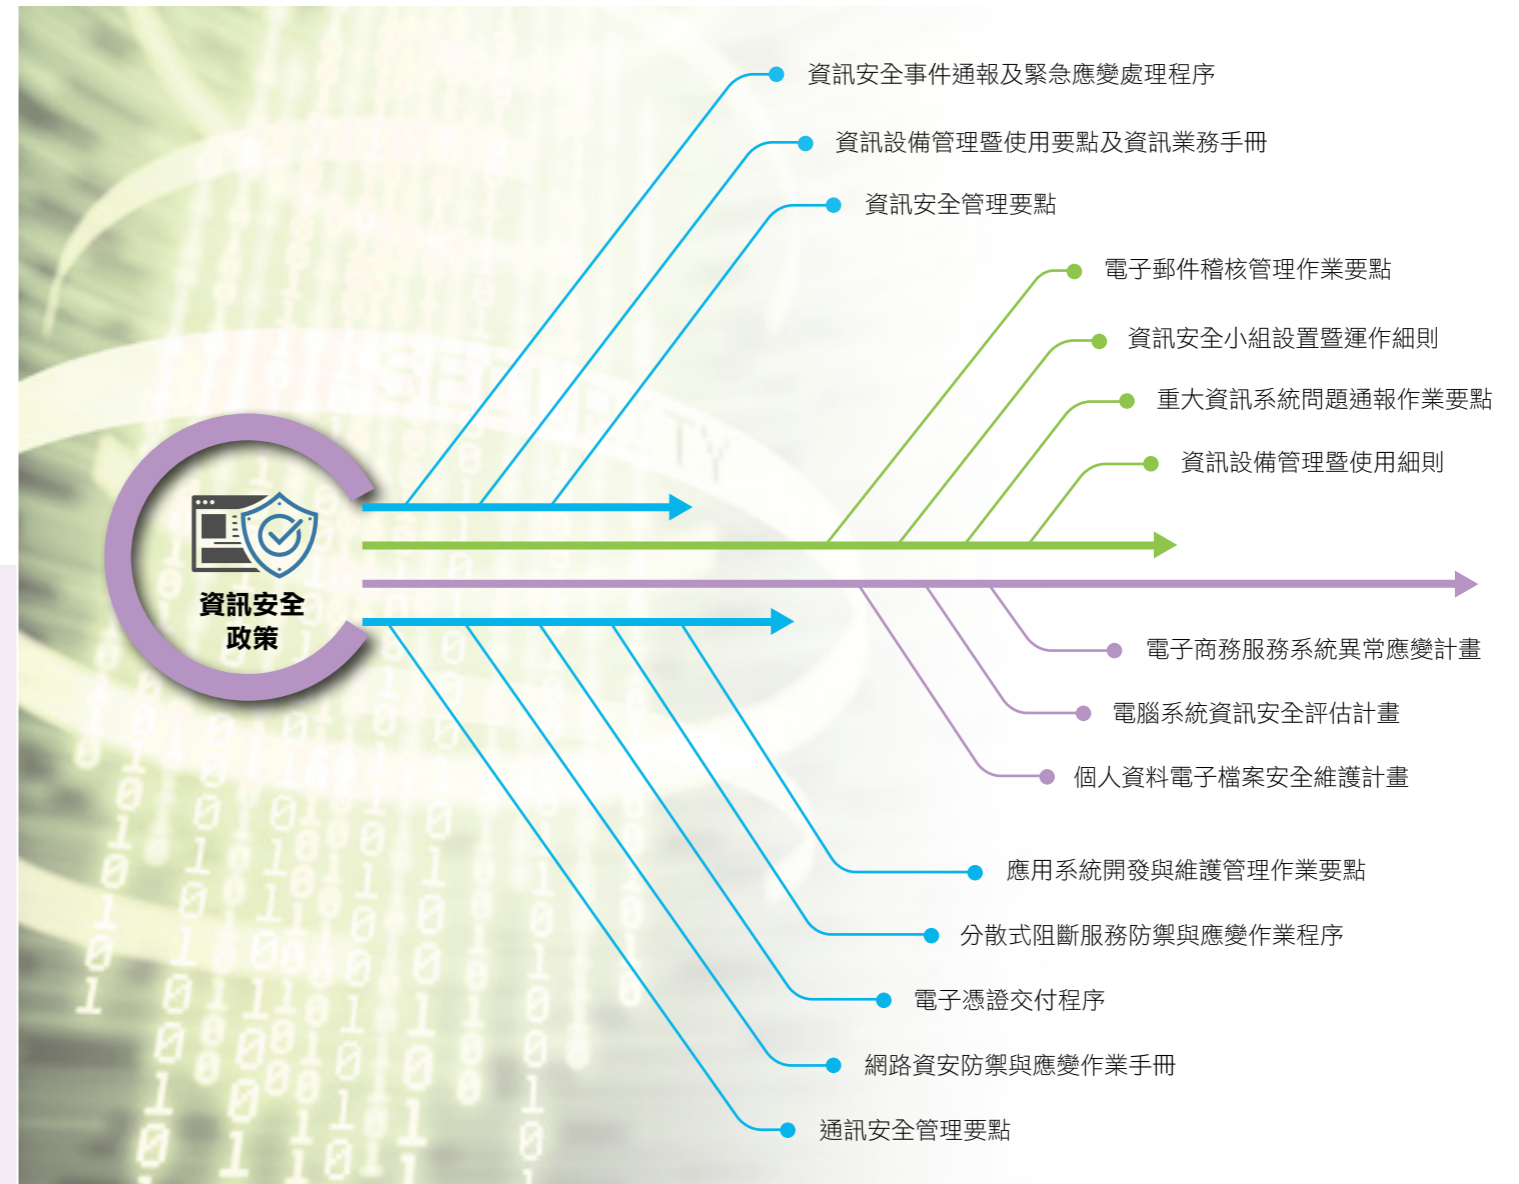 資訊安全事件通報及緊急應變處理程序
資訊設備管理暨使用要點及資訊業務手冊
資訊安全管理要點
電子郵件稽核管理作業要點
資訊安全小組設置暨運作細則
重大資訊系統問題通報作業要點
資訊設備管理暨使用細則
資訊安全
政策
電子商務服務系統異常應變計畫
電腦系統資訊安全評估計畫
個人資料電子檔案安全維護計畫
應用系統開發與維護管理作業要點
分散式阻斷服務防禦與應變作業程序
電子憑證交付程序
網路資安防禦與應變作業手冊
通訊安全管理要點